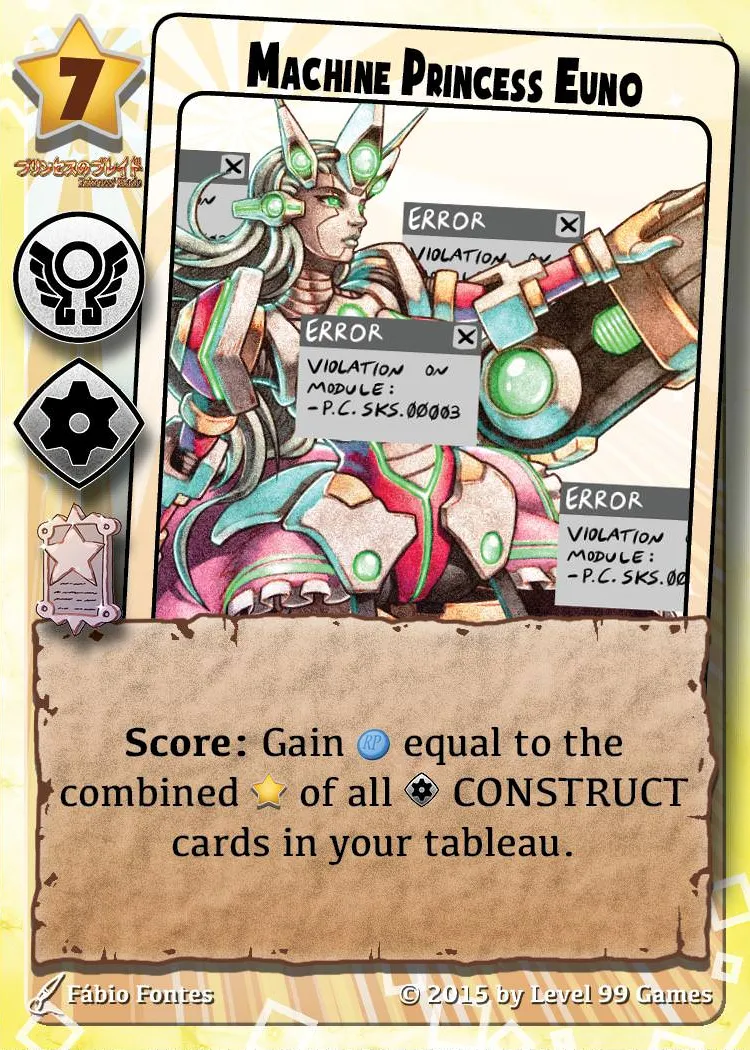 7
MACHINE PRINCESS EUNO
プリンセスのブレイド
ERROR
VIOLATION ON
ERROR
VIOLATION ON
MODULE:
-P.C. SKS.00003
ERROR
VIOLATION
MODULE:
-P.C. SKS.00
Score: Gain RP equal to the
combined of all CONSTRUCT
cards in your tableau.
Fábio Fontes
© 2015 by Level 99 Games